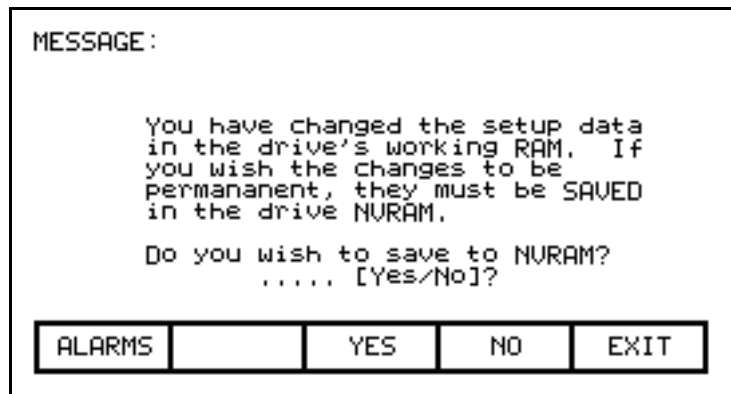 MESSAGE:
You have changed the setup data
in the drive's working RAM. If
you wish the changes to be
permananent, they must be SAVED
in the drive NVRAM.
Do you wish to save to NVRAM?
..... [Yes/No]?
ALARMS YES NO EXIT